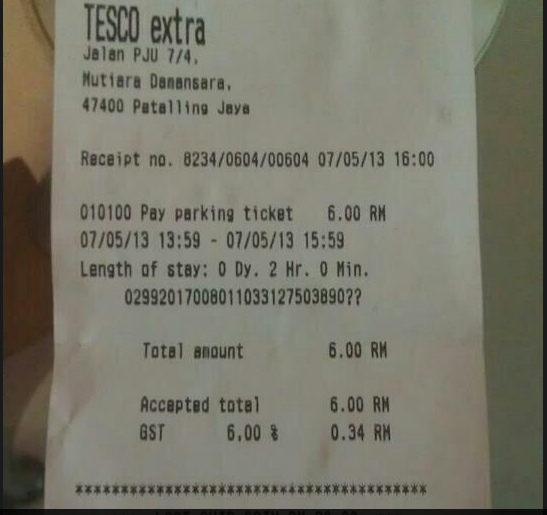 TESCO extra
Jalan PJU 7/4,
Mutiara Damansara,
47400 Petalling Jaya
Receipt no. 8234/0604/00604 07/05/13 16:00
010100 Pay parking ticket 6.00 RM
07/05/13 13:59 - 07/05/13 15:59
Length of stay: 0 Dy. 2 Hr. 0 Min.
02992017008011033127503890??
Total amount 6.00 RM
Accepted total 6.00 RM
GST 6.00 % 0.34 RM
****************************************